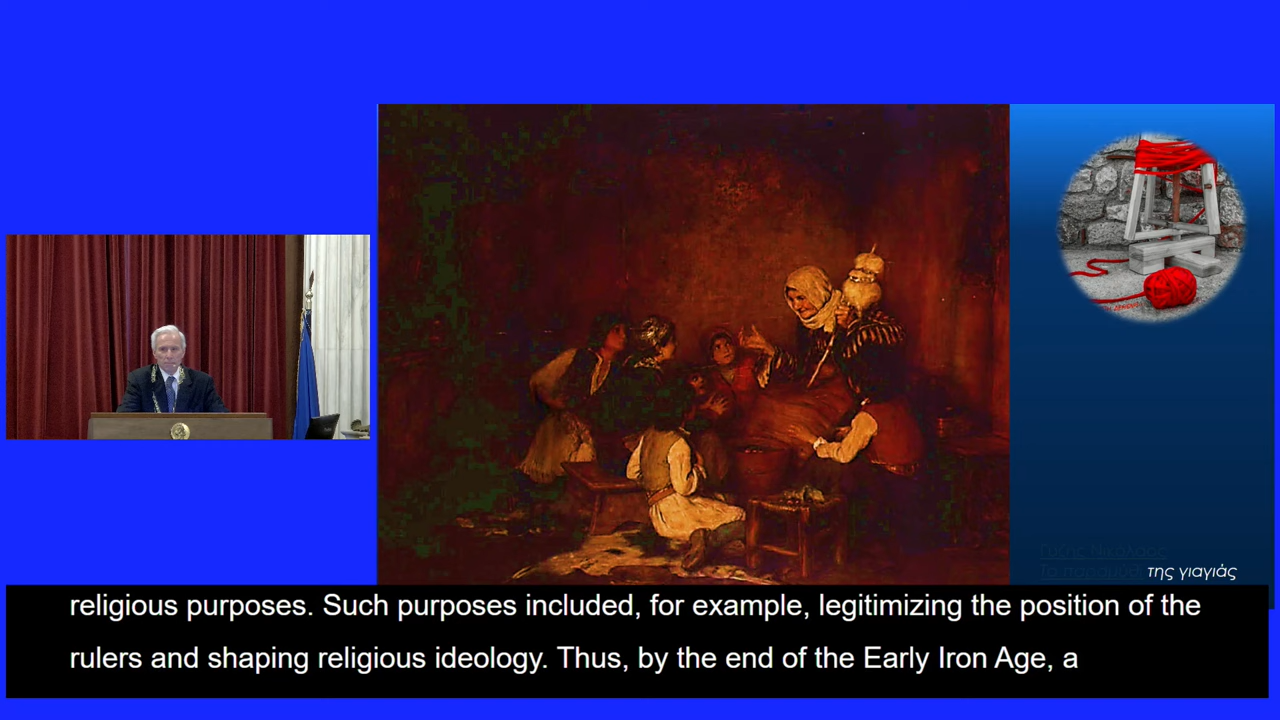 Γύζης Νικόλαος
Το παραμύθι της γιαγιάς
religious purposes. Such purposes included, for example, legitimizing the position of the
rulers and shaping religious ideology. Thus, by the end of the Early Iron Age, a